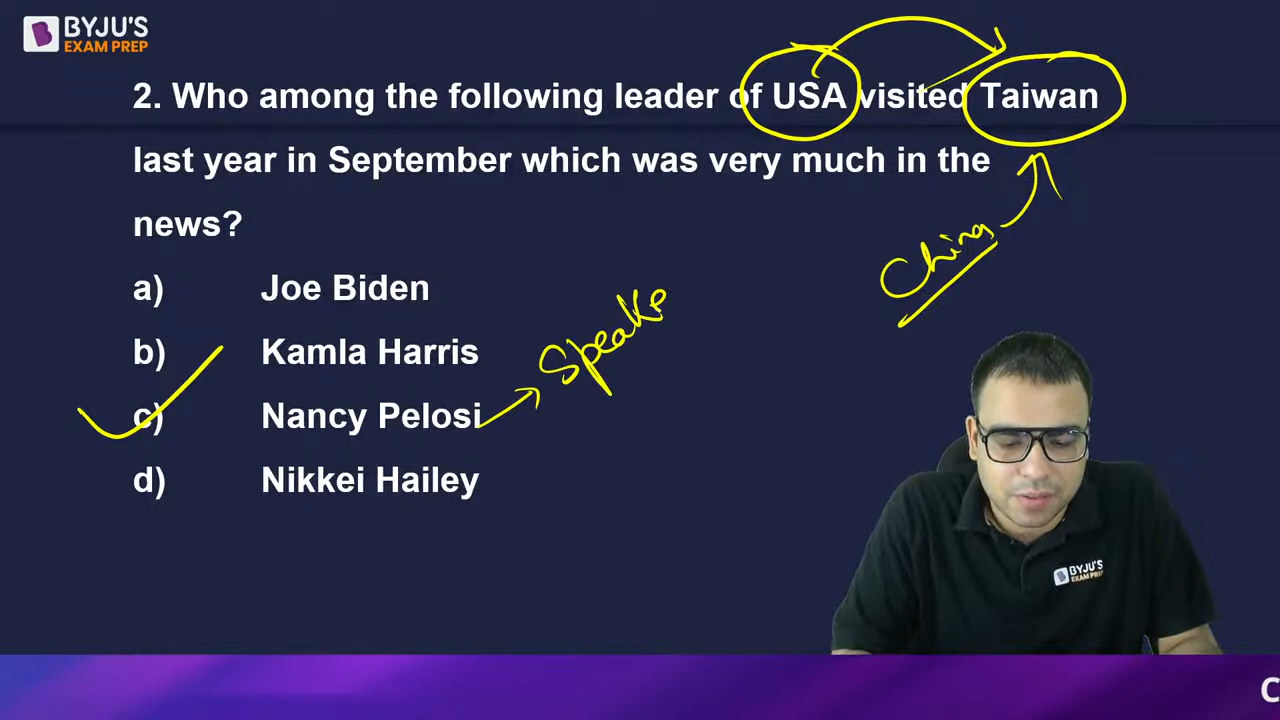 BYJU'S
EXAM PREP
2. Who among the following leader of USA visited Taiwan
last year in September which was very much in the
news?
China
a) Joe Biden
Speake
b) Kamla Harris
c) Nancy Pelosi
d) Nikkei Hailey
BYJU'S
EXAM PREP
C